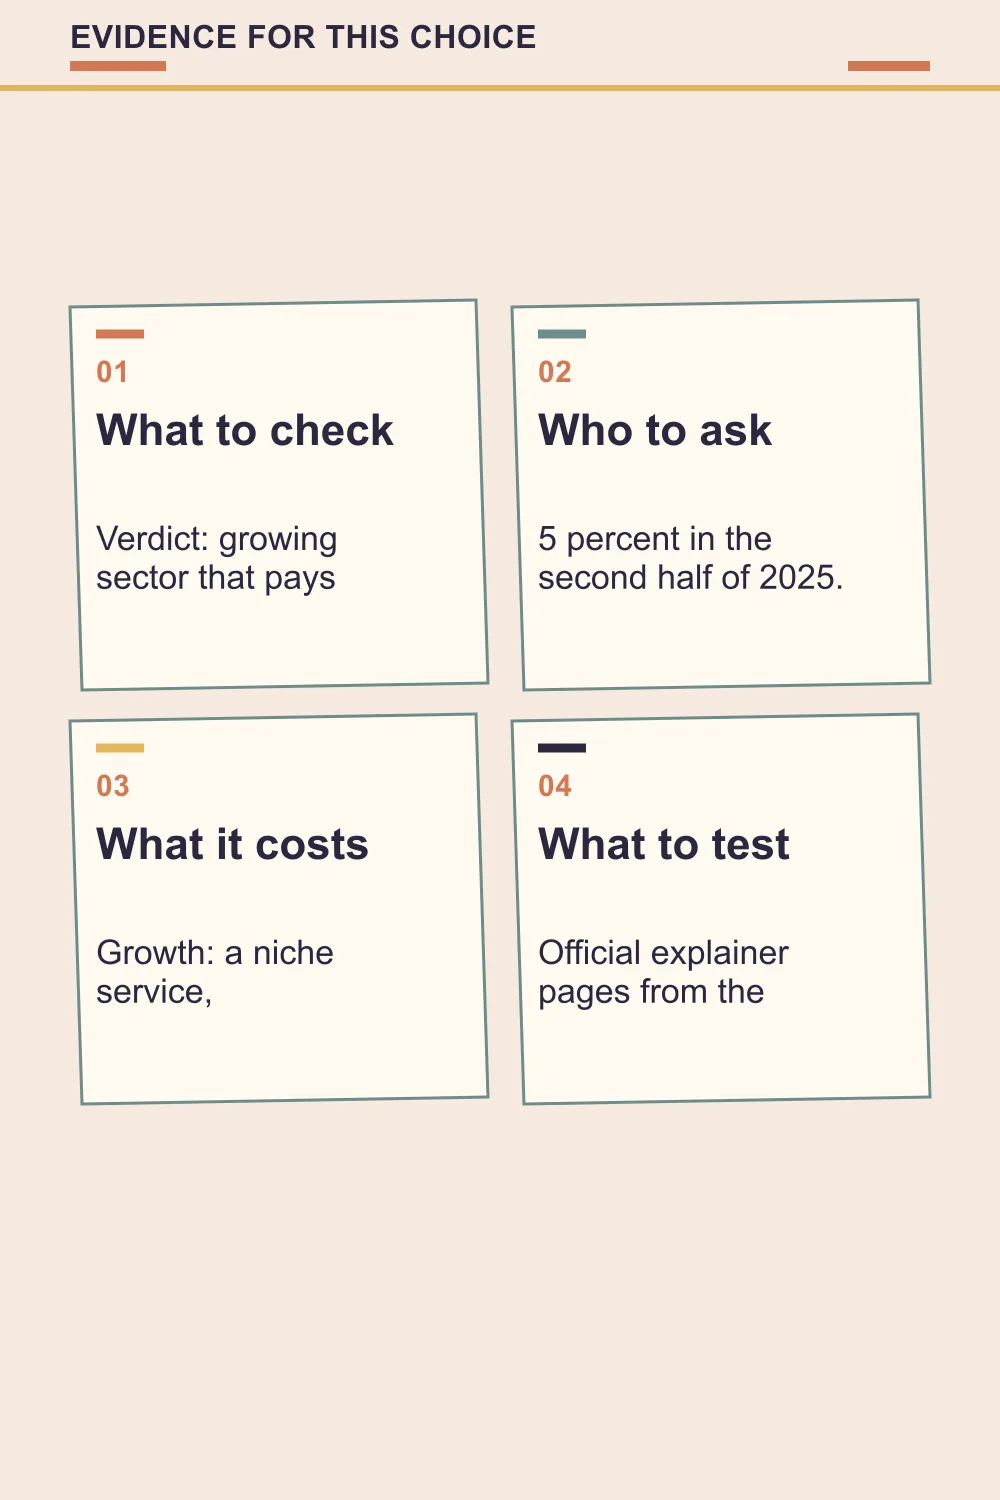 EVIDENCE FOR THIS CHOICE
01
What to check
Verdict: growing
sector that pays
02
Who to ask
5 percent in the
second half of 2025.
03
What it costs
Growth: a niche
service,
04
What to test
Official explainer
pages from the